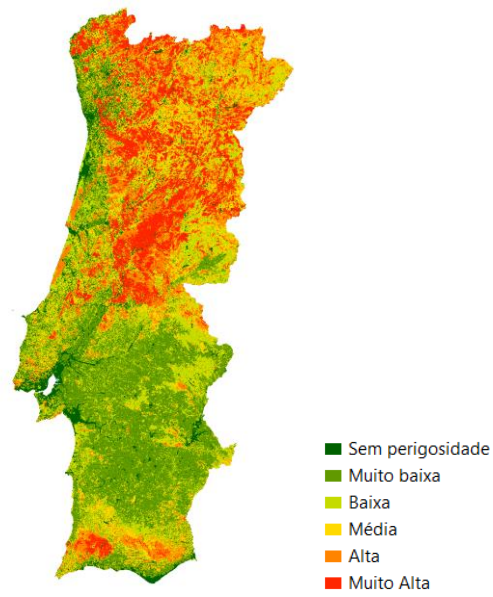 Sem perigosidade
Muito baixa
Baixa
Média
Alta
Muito Alta